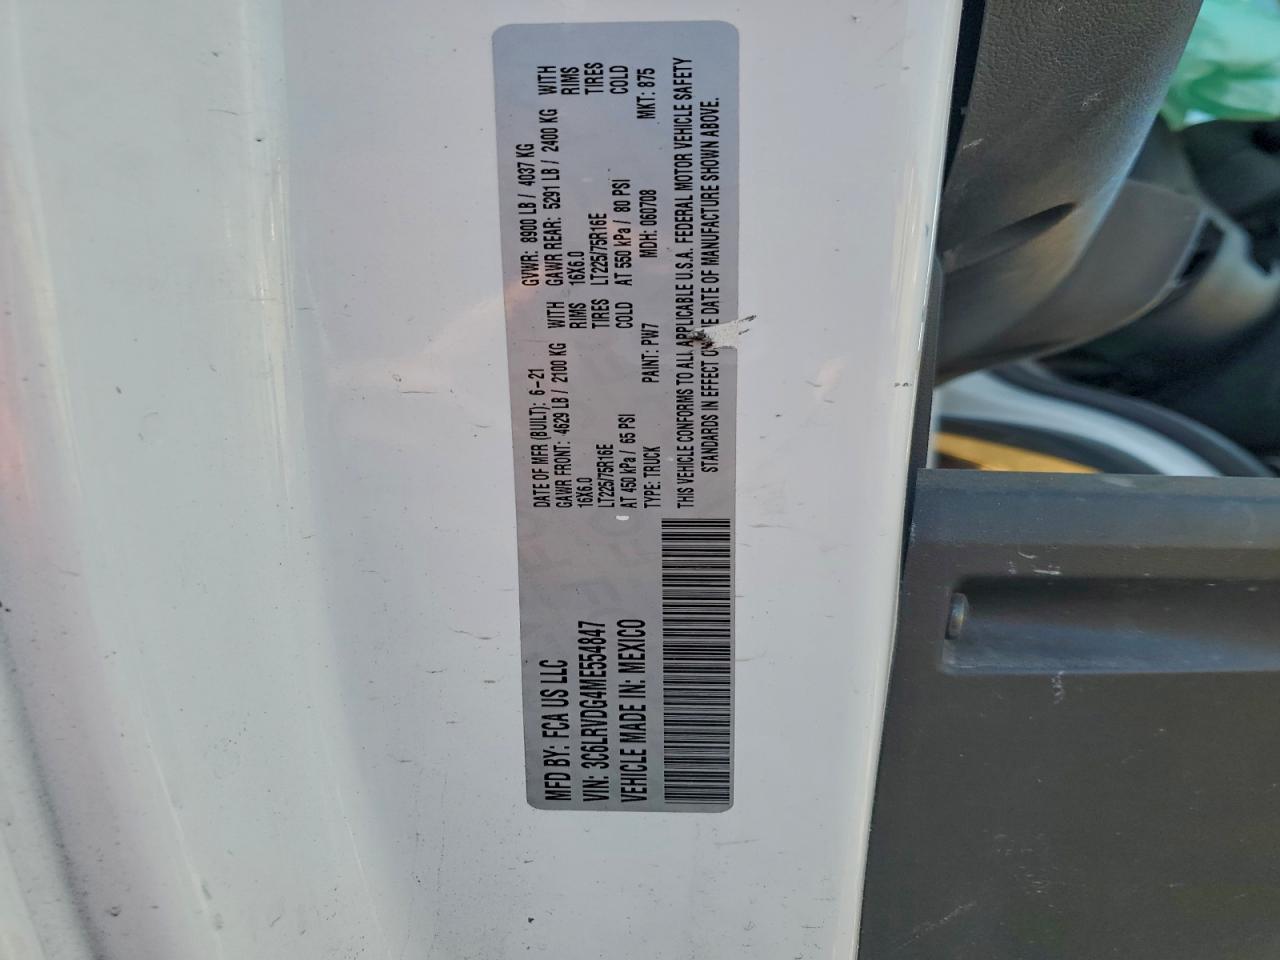 MFD BY: FCA US LLC
VIN: 3C6LRVDG4ME554847
VEHICLE MADE IN: MEXICO
DATE OF MFR (BUILT): 6-21 GVWR: 8900 LB / 4037 KG
GAWR FRONT: 4629 LB / 2100 KG WITH GAWR REAR: 5291 LB / 2400 KG WITH
16X6.0 RIMS 16X6.0 RIMS
LT225/75R16E TIRES LT225/75R16E TIRES
AT 450 kPa / 65 PSI COLD AT 550 kPa / 80 PSI COLD
TYPE: TRUCK PAINT: PW7 MDH: 060708 MKT: 875
THIS VEHICLE CONFORMS TO ALL APPLICABLE U.S.A. FEDERAL MOTOR VEHICLE SAFETY
STANDARDS IN EFFECT ON THE DATE OF MANUFACTURE SHOWN ABOVE.